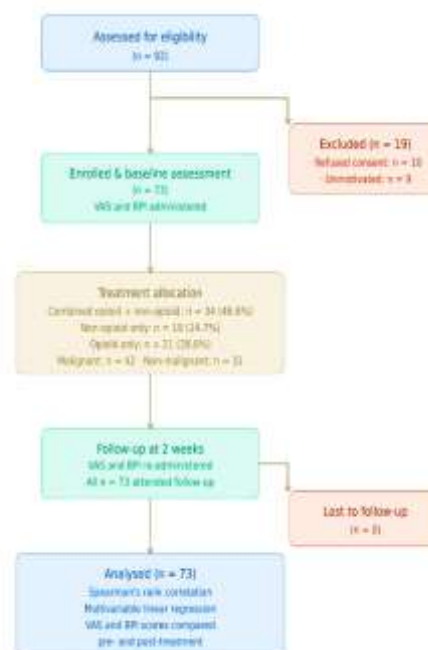 Assessed for eligibility
(n = 92)
Excluded (n = 19)
Refused consent: n = 10
Unmotivated: n = 9
Enrolled & baseline assessment
(n = 73)
VAS and BPI administered
Treatment allocation
Combined opioid + non-opioid: n = 34 (46.6%)
Non-opioid only: n = 18 (24.7%)
Opioid only: n = 21 (28.8%)
Malignant: n = 42 Non-malignant: n = 31
Follow-up at 2 weeks
VAS and BPI re-administered
All n = 73 attended follow-up
Lost to follow-up
(n = 0)
Analysed (n = 73)
Spearman's rank correlation
Multivariable linear regression
VAS and BPI scores compared
pre- and post-treatment